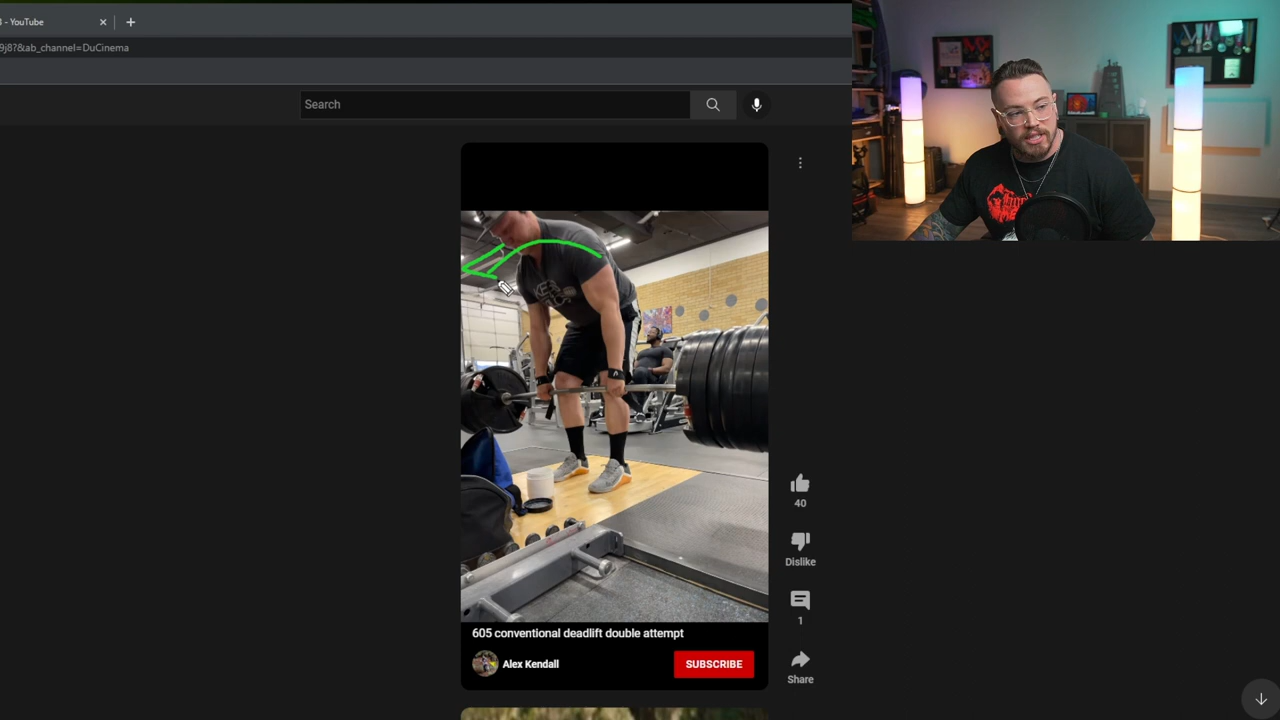 - YouTube
9j8?&ab_channel=DuCinema
Search
40
Dislike
1
605 conventional deadlift double attempt
Alex Kendall
SUBSCRIBE
Share